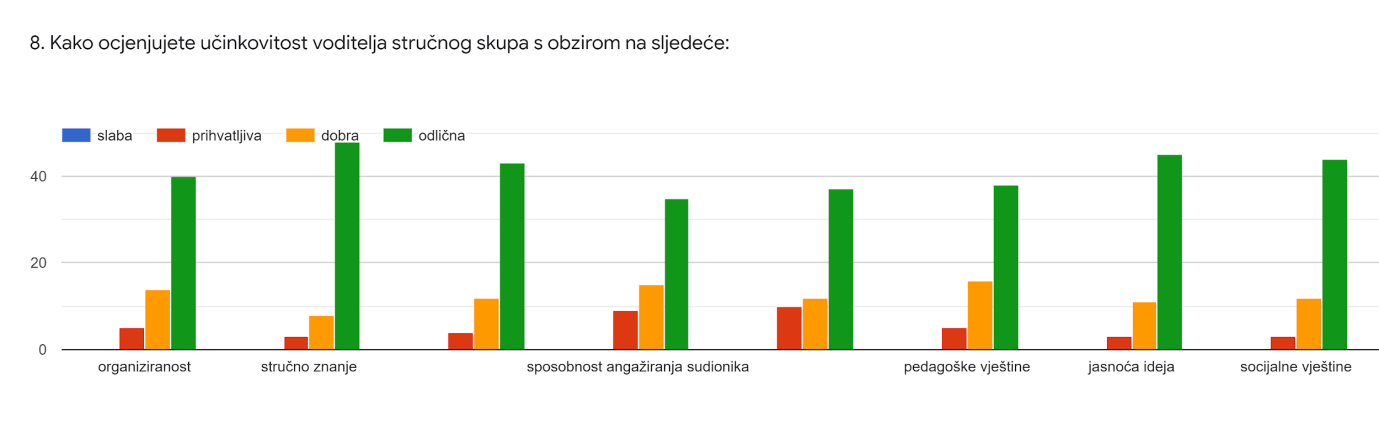 8. Kako ocjenjujete učinkovitost voditelja stručnog skupa s obzirom na sljedeće:
slaba prihvatljiva dobra odlična
40
20
0
organiziranost stručno znanje sposobnost angažiranja sudionika pedagoške vještine jasnoća ideja socijalne vještine